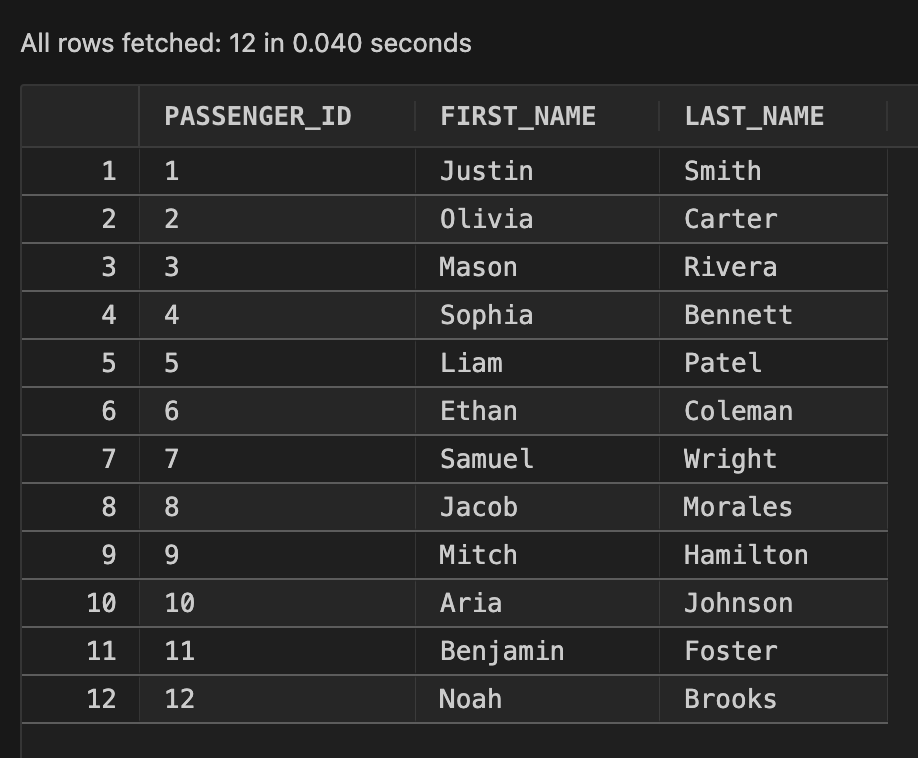 All rows fetched: 12 in 0.040 seconds
PASSENGER_ID FIRST_NAME LAST_NAME
1 1 Justin Smith
2 2 Olivia Carter
3 3 Mason Rivera
4 4 Sophia Bennett
5 5 Liam Patel
6 6 Ethan Coleman
7 7 Samuel Wright
8 8 Jacob Morales
9 9 Mitch Hamilton
10 10 Aria Johnson
11 11 Benjamin Foster
12 12 Noah Brooks